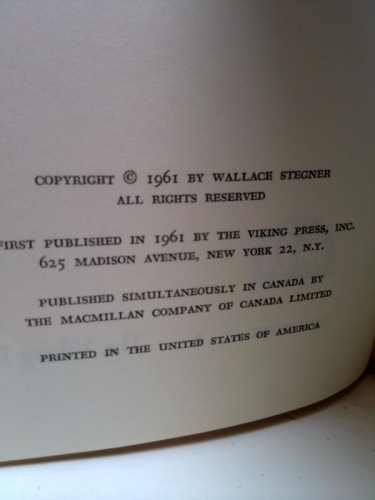 COPYRIGHT © 1961 BY WALLACE STEGNER
ALL RIGHTS RESERVED
FIRST PUBLISHED IN 1961 BY THE VIKING PRESS, INC.
625 MADISON AVENUE, NEW YORK 22, N.Y.
PUBLISHED SIMULTANEOUSLY IN CANADA BY
THE MACMILLAN COMPANY OF CANADA LIMITED
PRINTED IN THE UNITED STATES OF AMERICA